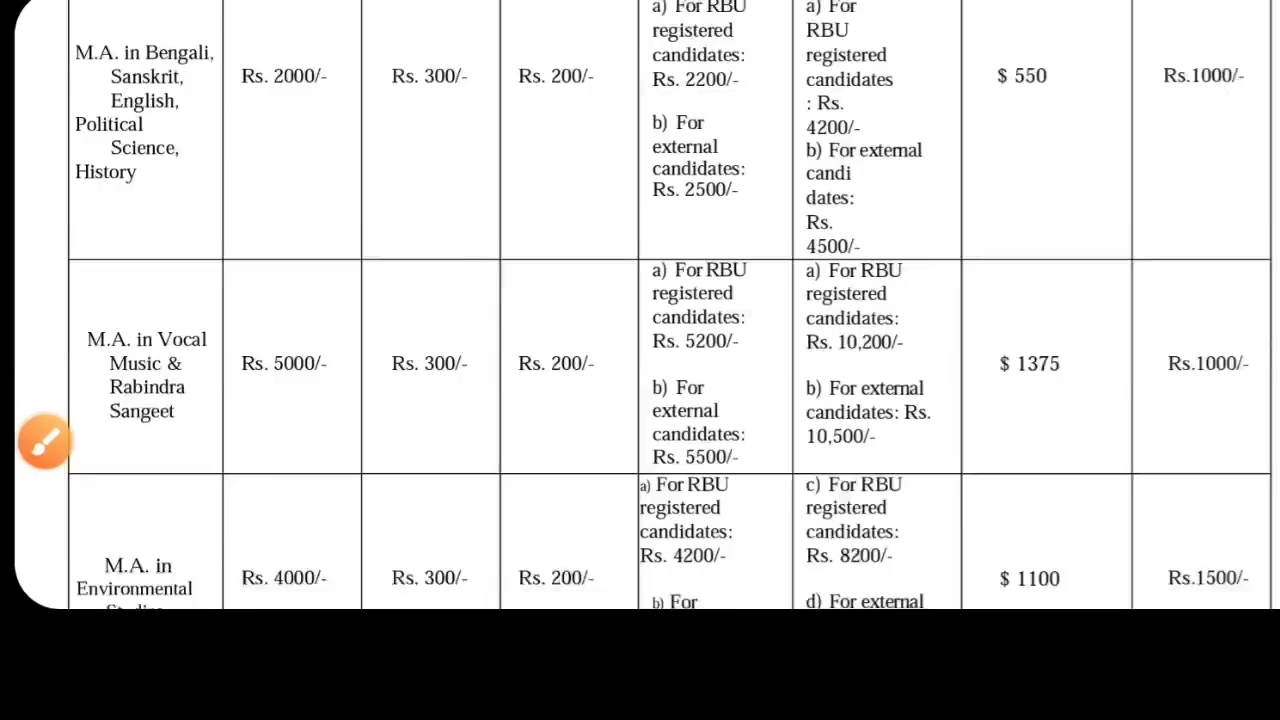 a) For RBU
registered
candidates:
Rs. 2200/-
b) For
external
candidates:
Rs. 2500/-
a) For
RBU
registered
candidates
: Rs.
4200/-
b) For external
candi
dates:
Rs.
4500/-
M.A. in Bengali,
Sanskrit,
English,
Political
Science,
History
Rs. 2000/-
Rs. 300/-
Rs. 200/-
$ 550
Rs.1000/-
M.A. in Vocal
Music &
Rabindra
Sangeet
Rs. 5000/-
Rs. 300/-
Rs. 200/-
a) For RBU
registered
candidates:
Rs. 5200/-
b) For
external
candidates:
Rs. 5500/-
a) For RBU
registered
candidates:
Rs. 10,200/-
b) For external
candidates: Rs.
10,500/-
$ 1375
Rs.1000/-
M.A. in
Environmental
Rs. 4000/-
Rs. 300/-
Rs. 200/-
a) For RBU
registered
candidates:
Rs. 4200/-
b) For
c) For RBU
registered
candidates:
Rs. 8200/-
d) For external
$ 1100
Rs.1500/-